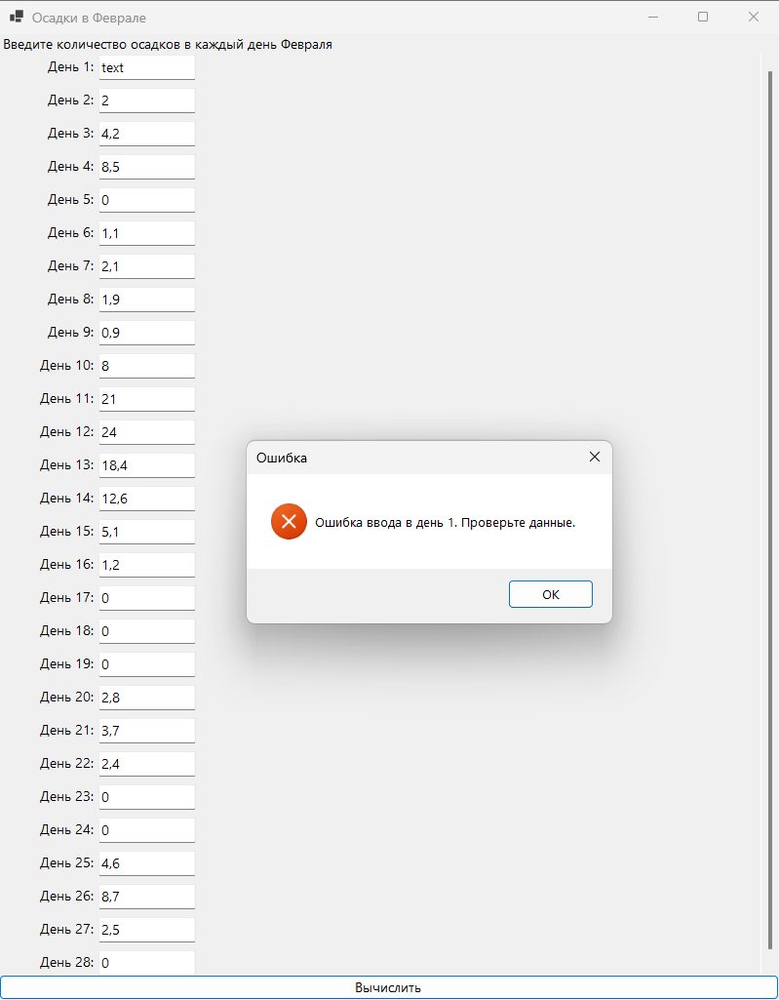 Осадки в Феврале
Введите количество осадков в каждый день Февраля
День 1: text
День 2: 2
День 3: 4,2
День 4: 8,5
День 5: 0
День 6: 1,1
День 7: 2,1
День 8: 1,9
День 9: 0,9
День 10: 8
День 11: 21
День 12: 24
День 13: 18,4
День 14: 12,6
День 15: 5,1
День 16: 1,2
День 17: 0
День 18: 0
День 19: 0
День 20: 2,8
День 21: 3,7
День 22: 2,4
День 23: 0
День 24: 0
День 25: 4,6
День 26: 8,7
День 27: 2,5
День 28: 0
Ошибка
Ошибка ввода в день 1. Проверьте данные.
ОК
Вычислить